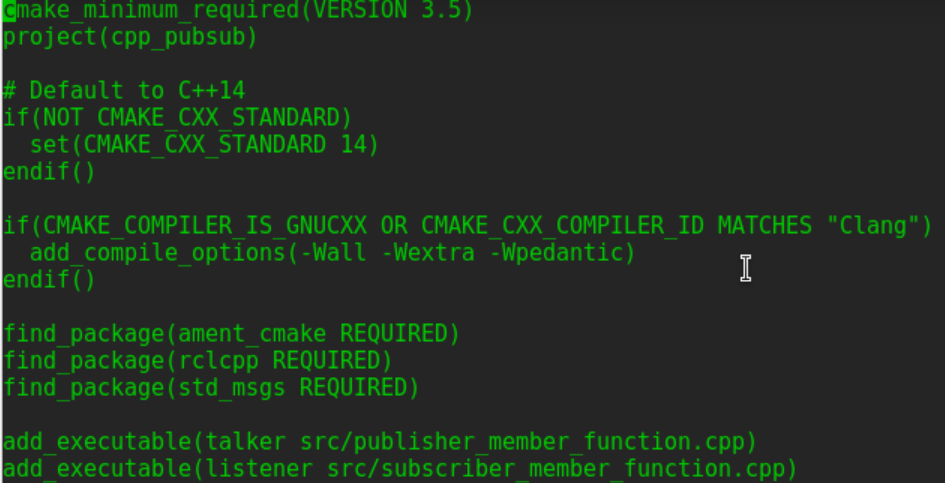 cmake_minimum_required(VERSION 3.5)
project(cpp_pubsub)

# Default to C++14
if(NOT CMAKE_CXX_STANDARD)
  set(CMAKE_CXX_STANDARD 14)
endif()

if(CMAKE_COMPILER_IS_GNUCXX OR CMAKE_CXX_COMPILER_ID MATCHES "Clang")
  add_compile_options(-Wall -Wextra -Wpedantic)
endif()

find_package(ament_cmake REQUIRED)
find_package(rclcpp REQUIRED)
find_package(std_msgs REQUIRED)

add_executable(talker src/publisher_member_function.cpp)
add_executable(listener src/subscriber_member_function.cpp)